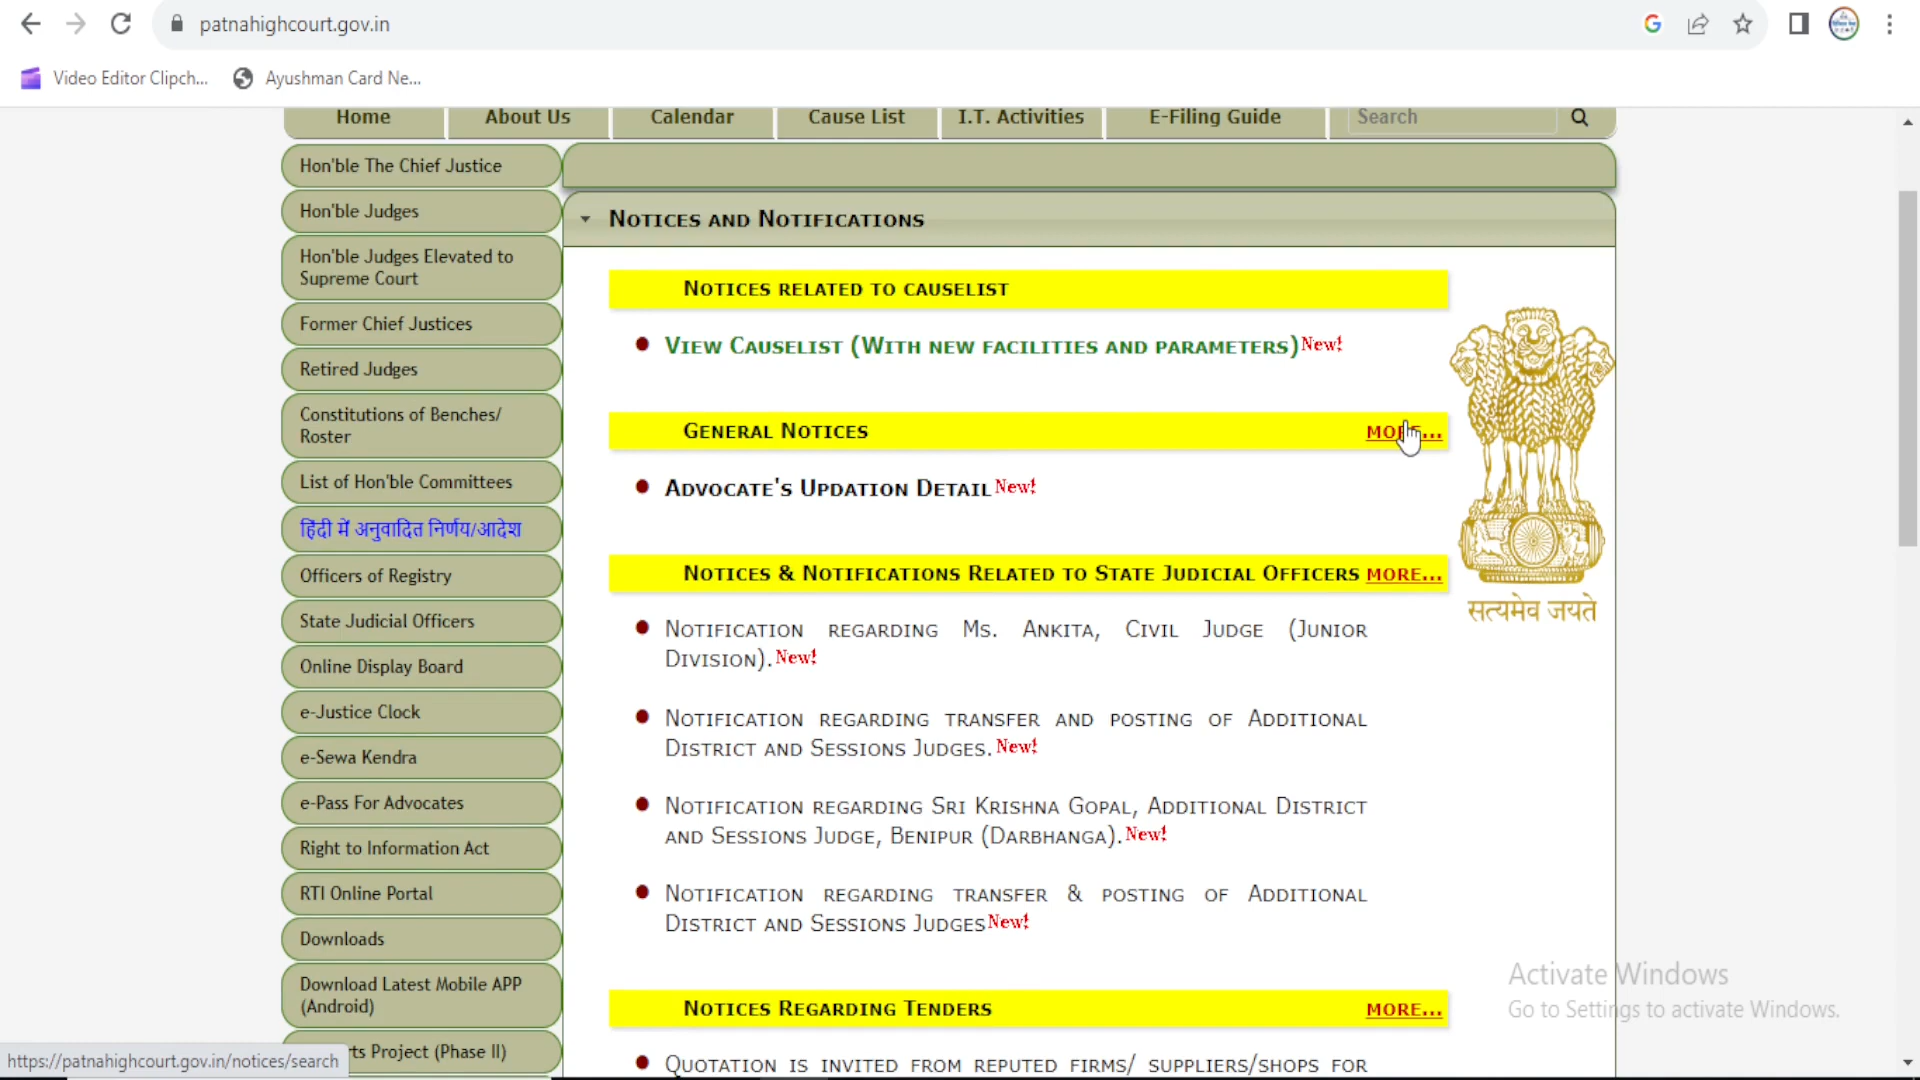 patnahighcourt.gov.in
Video Editor Clipch...
Ayushman Card Ne...
Home
About Us
Calendar
Cause List
I.T. Activities
E-Filing Guide
Search
Hon'ble The Chief Justice
Hon'ble Judges
Hon'ble Judges Elevated to
Supreme Court
Former Chief Justices
Retired Judges
Constitutions of Benches/
Roster
List of Hon'ble Committees
हिंदी में अनुवादित निर्णय/आदेश
Officers of Registry
State Judicial Officers
Online Display Board
e-Justice Clock
e-Sewa Kendra
e-Pass For Advocates
Right to Information Act
RTI Online Portal
Downloads
Download Latest Mobile APP
(Android)
Project (Phase II)
NOTICES AND NOTIFICATIONS
NOTICES RELATED TO CAUSELIST
VIEW CAUSELIST (WITH NEW FACILITIES AND PARAMETERS) New!
GENERAL NOTICES MORE...
ADVOCATE'S UPDATION DETAIL New!
NOTICES & NOTIFICATIONS RELATED TO STATE JUDICIAL OFFICERS MORE...
NOTIFICATION REGARDING MS. ANKITA, CIVIL JUDGE (JUNIOR
DIVISION). New!
NOTIFICATION REGARDING TRANSFER AND POSTING OF ADDITIONAL
DISTRICT AND SESSIONS JUDGES. New!
NOTIFICATION REGARDING SRI KRISHNA GOPAL, ADDITIONAL DISTRICT
AND SESSIONS JUDGE, BENIPUR (DARBHANGA). New!
NOTIFICATION REGARDING TRANSFER & POSTING OF ADDITIONAL
DISTRICT AND SESSIONS JUDGES New!
NOTICES REGARDING TENDERS MORE...
QUOTATION IS INVITED FROM REPUTED FIRMS/ SUPPLIERS/SHOPS FOR
सत्यमेव जयते
Activate Windows
Go to Settings to activate Windows.
https://patnahighcourt.gov.in/notices/search